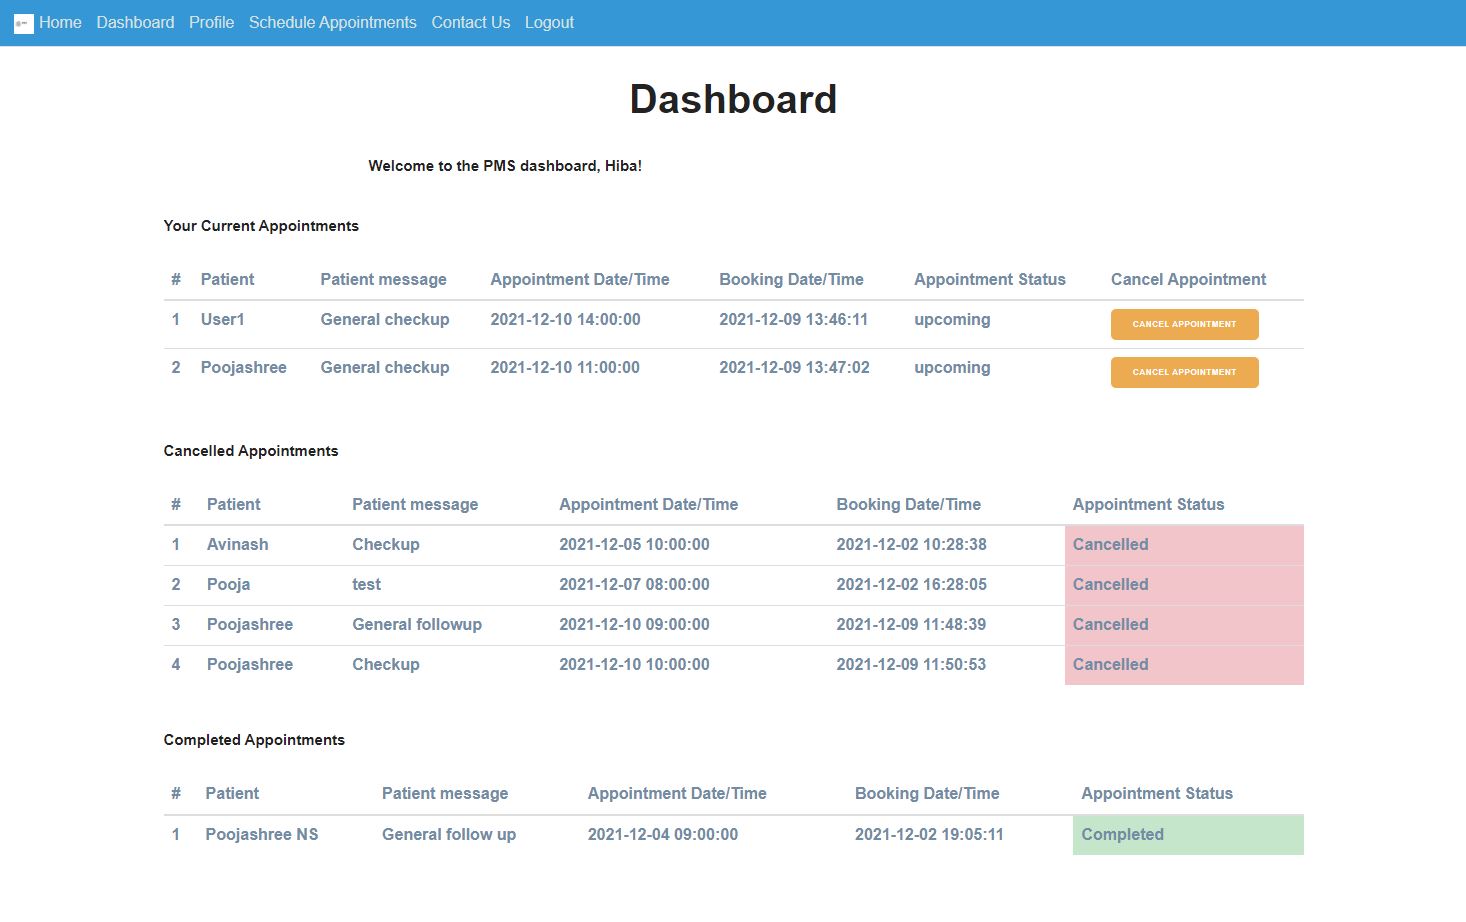 Home Dashboard Profile Schedule Appointments Contact Us Logout
Dashboard
Welcome to the PMS dashboard, Hiba!
Your Current Appointments
# Patient Patient message Appointment Date/Time Booking Date/Time Appointment Status Cancel Appointment
1 User1 General checkup 2021-12-10 14:00:00 2021-12-09 13:46:11 upcoming CANCEL APPOINTMENT
2 Poojashree General checkup 2021-12-10 11:00:00 2021-12-09 13:47:02 upcoming CANCEL APPOINTMENT
Cancelled Appointments
# Patient Patient message Appointment Date/Time Booking Date/Time Appointment Status
1 Avinash Checkup 2021-12-05 10:00:00 2021-12-02 10:28:38 Cancelled
2 Pooja test 2021-12-07 08:00:00 2021-12-02 16:28:05 Cancelled
3 Poojashree General followup 2021-12-10 09:00:00 2021-12-09 11:48:39 Cancelled
4 Poojashree Checkup 2021-12-10 10:00:00 2021-12-09 11:50:53 Cancelled
Completed Appointments
# Patient Patient message Appointment Date/Time Booking Date/Time Appointment Status
1 Poojashree NS General follow up 2021-12-04 09:00:00 2021-12-02 19:05:11 Completed